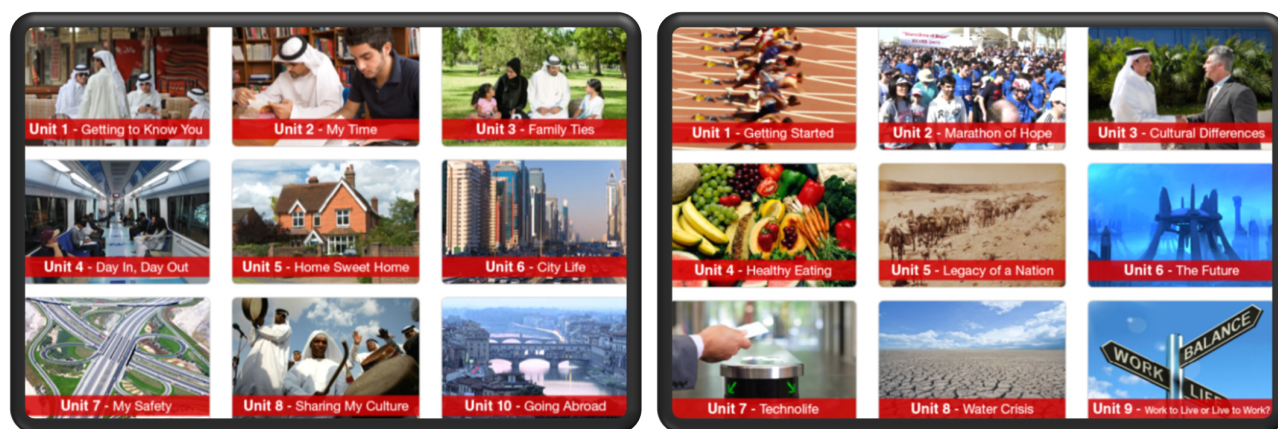 Unit 1 - Getting to Know You
Unit 2 - My Time
Unit 3 - Family Ties
Unit 4 - Day In, Day Out
Unit 5 - Home Sweet Home
Unit 6 - City Life
Unit 7 - My Safety
Unit 8 - Sharing My Culture
Unit 10 - Going Abroad
Unit 1 - Getting Started
Unit 2 - Marathon of Hope
Unit 3 - Cultural Differences
Unit 4 - Healthy Eating
Unit 5 - Legacy of a Nation
Unit 6 - The Future
Unit 7 - Technolife
Unit 8 - Water Crisis
BALANCE
WORK
LIFE
Unit 9 - Work to Live or Live to Work?